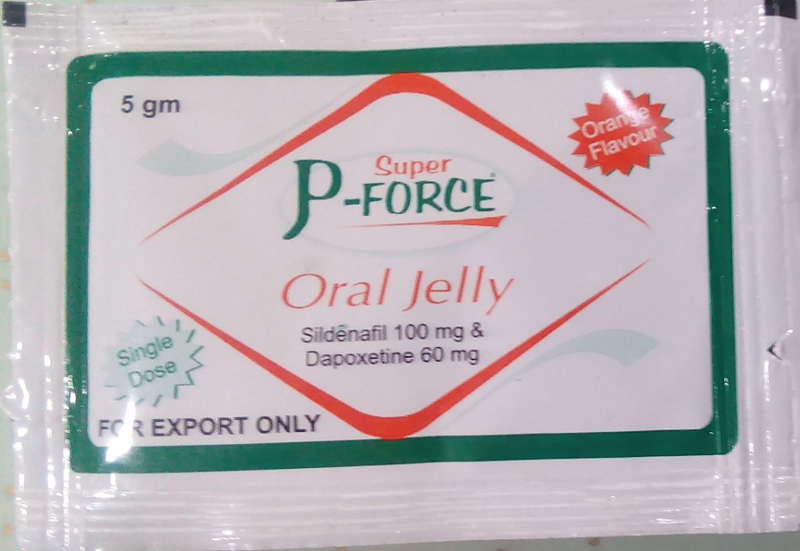 5 gm
Orange
Flavour
Super
P-FORCE
Oral Jelly
Sildenafil 100 mg &
Dapoxetine 60 mg
Single
Dose
FOR EXPORT ONLY